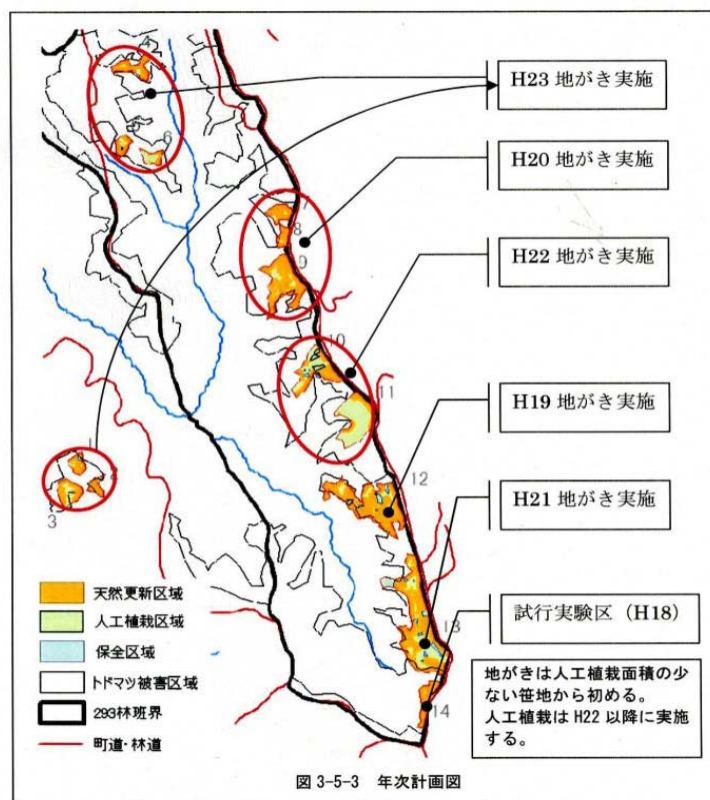 H23 地がき実施
H20 地がき実施
H22 地がき実施
H19 地がき実施
H21 地がき実施
試行実験区（H18）
地がきは人工植栽面積の少
ない笹地から初める。
人工植栽は H22 以降に実施
する。
4
6
7
8
9
10
11
12
13
14
1
2
3
天然更新区域
人工植栽区域
保全区域
トドマツ被害区域
293林班界
町道・林道
図 3-5-3 年次計画図